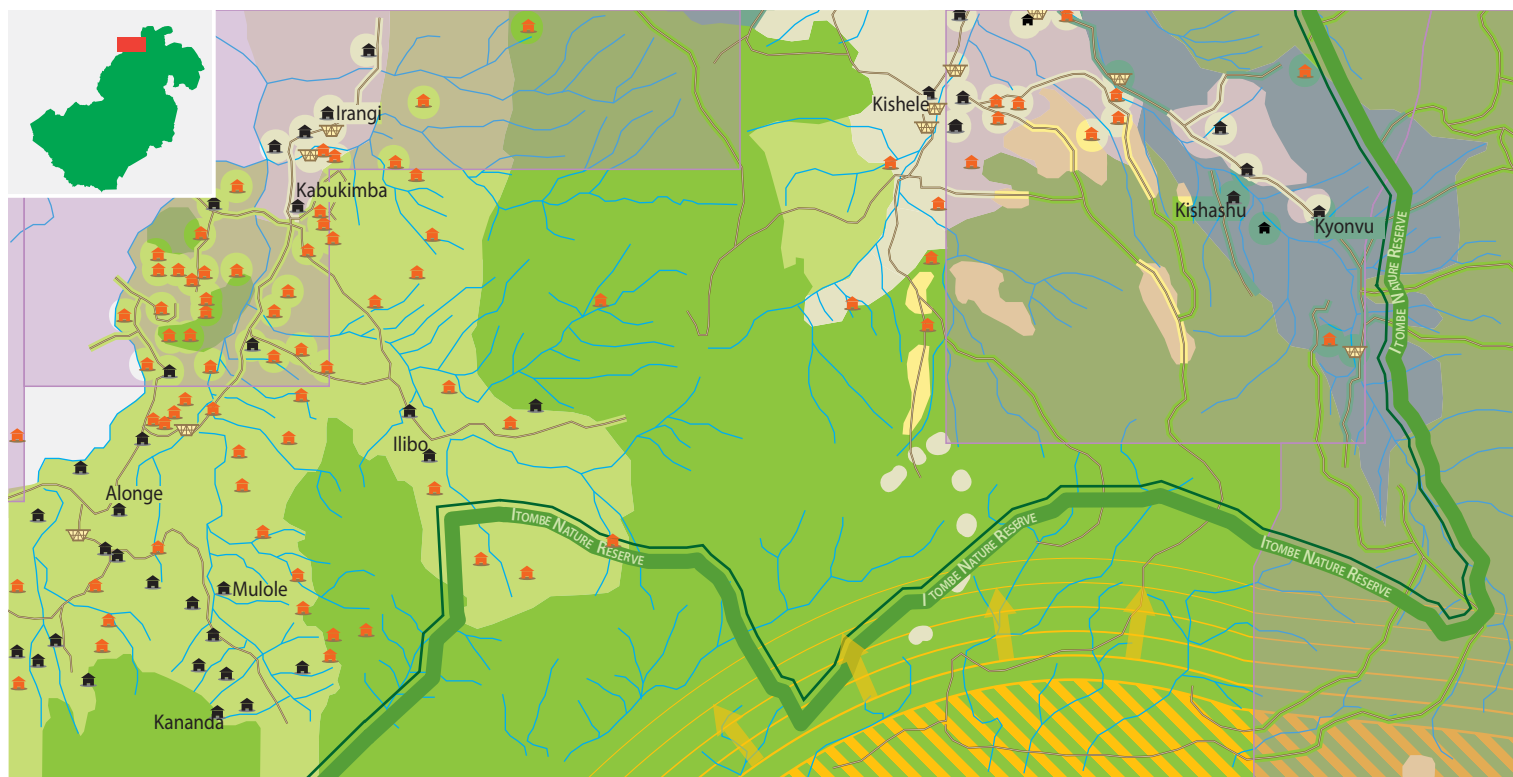 Irangi
Kishele
Kabukimba
Kishashu
Kyonvu
ITOMBE NATURE RESERVE
ITOMBE NATURE RESERVE
Ilibo
Alonge
ITOMBE NATURE RESERVE
ITOMBE NATURE RESERVE
ITOMBE NATURE RESERVE
Mulole
Kananda